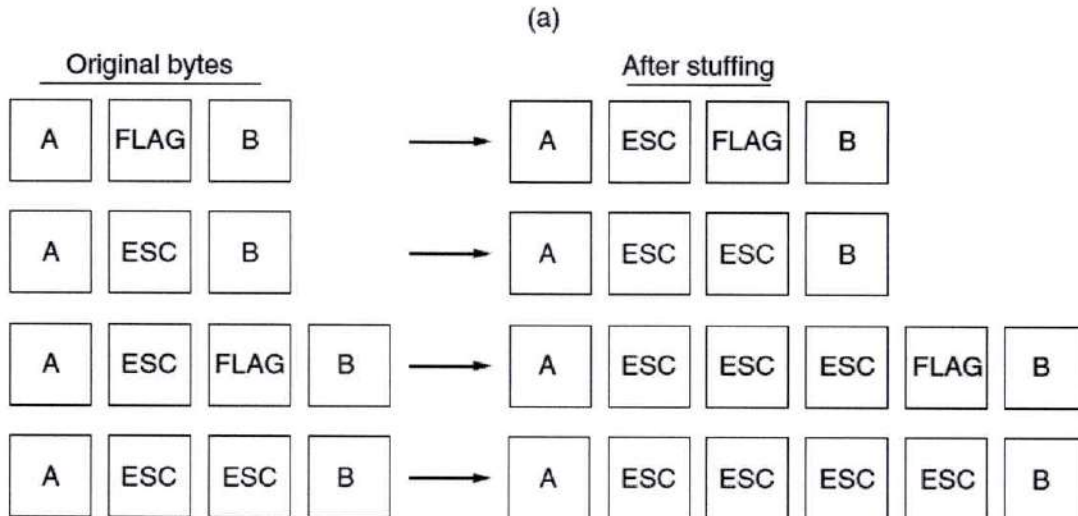 (a)
Original bytes After stuffing
A FLAG B A ESC FLAG B
A ESC B A ESC ESC B
A ESC FLAG B A ESC ESC ESC FLAG B
A ESC ESC B A ESC ESC ESC ESC B